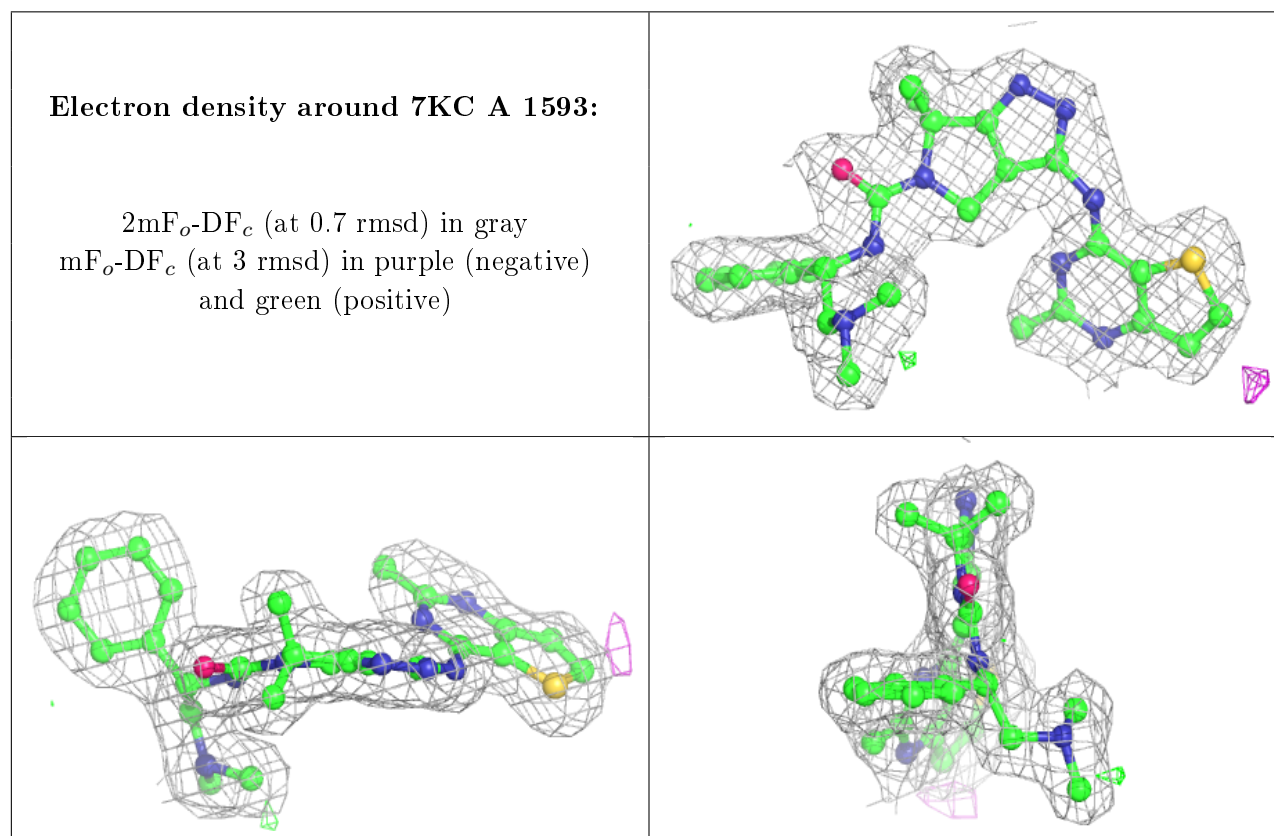 Electron density around 7KC A 1593:
2mFₒ-DF𝒸 (at 0.7 rmsd) in gray
mFₒ-DF𝒸 (at 3 rmsd) in purple (negative)
and green (positive)